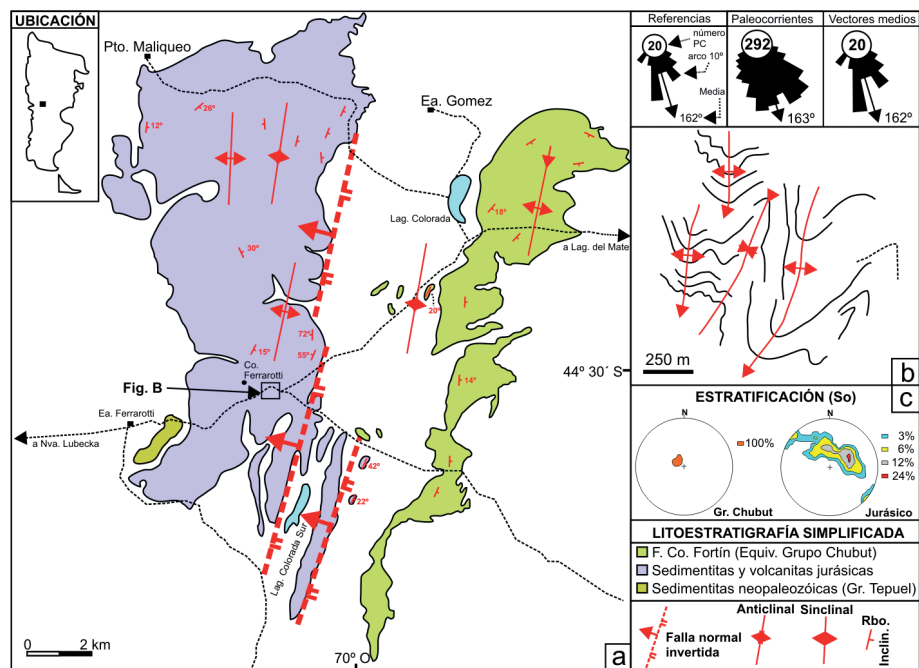 UBICACIÓN
Pto. Maliqueo
26º
12º
Ea. Gomez
Lag. Colorada
18º
a Lag. del Mate
30º
20º
72º
15º
55º
Co.
Ferrarotti
Fig. B
14º
44º 30´ S
Ea. Ferrarotti
a Nva. Lubecka
42º
22º
Lag. Colorada Sur
0 2 km
70º O
a
Referencias
20
número
PC
arco 10º
Media
162º
Paleocorrientes
292
163º
Vectores medios
20
162º
250 m
b
ESTRATIFICACIÓN (So)
c
N
100%
Gr. Chubut
N
3%
6%
12%
24%
Jurásico
LITOESTRATIGRAFÍA SIMPLIFICADA
F. Co. Fortín (Equiv. Grupo Chubut)
Sedimentitas y volcanitas jurásicas
Sedimentitas neopaleozóicas (Gr. Tepuel)
Falla normal
invertida
Anticlinal
Sinclinal
Rbo.
Inclin.